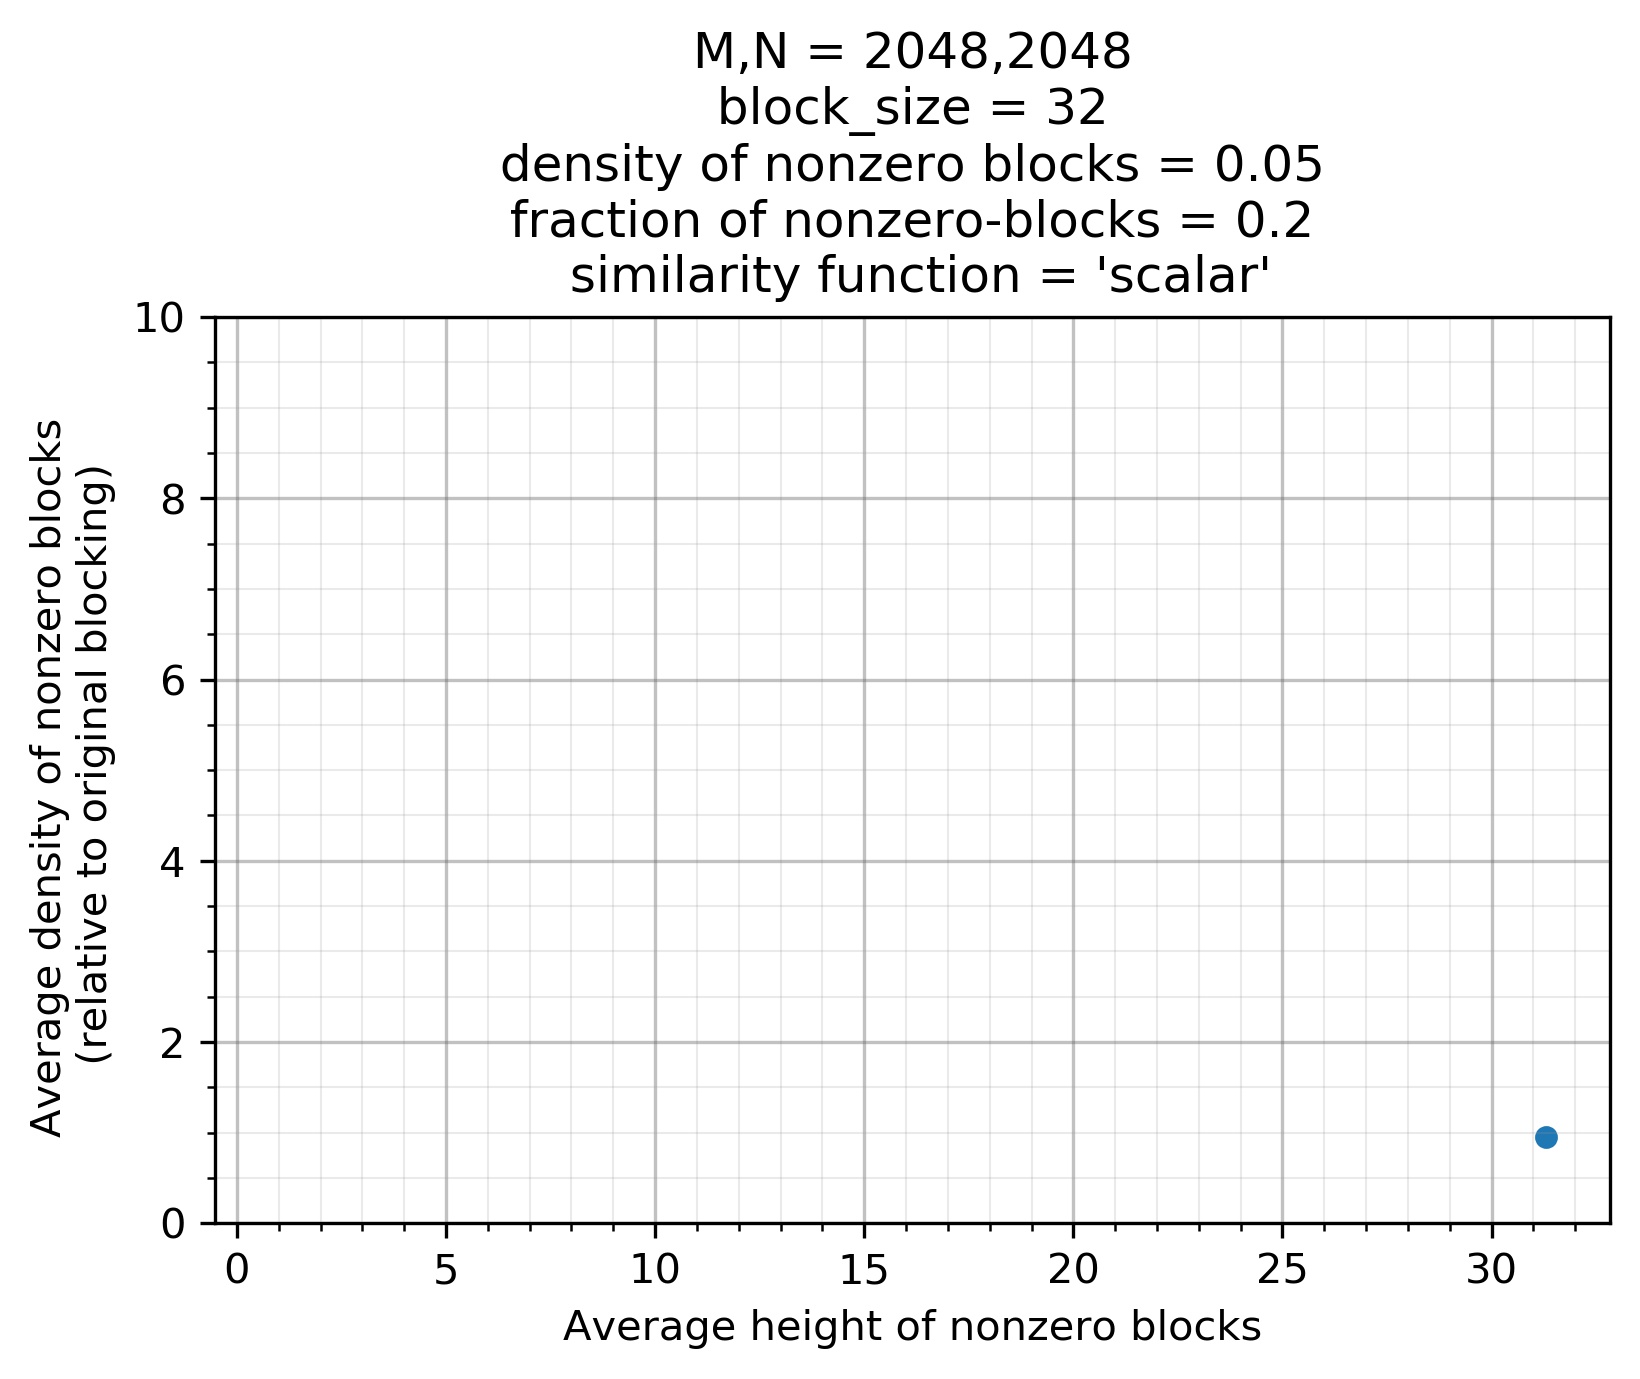 M,N = 2048,2048
block_size = 32
density of nonzero blocks = 0.05
fraction of nonzero-blocks = 0.2
similarity function = 'scalar'
10
8
6
4
2
0
Average density of nonzero blocks
(relative to original blocking)
0 5 10 15 20 25 30
Average height of nonzero blocks